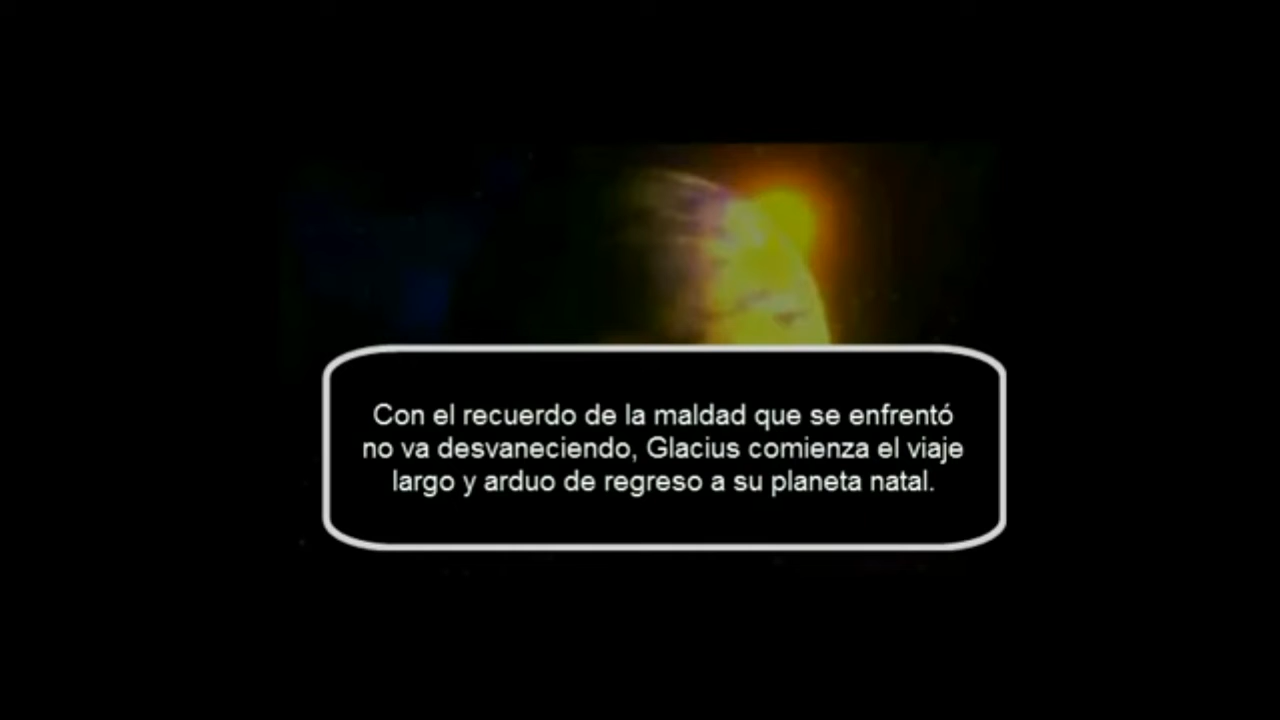 Con el recuerdo de la maldad que se enfrentó
no va desvaneciendo, Glacius comienza el viaje
largo y arduo de regreso a su planeta natal.